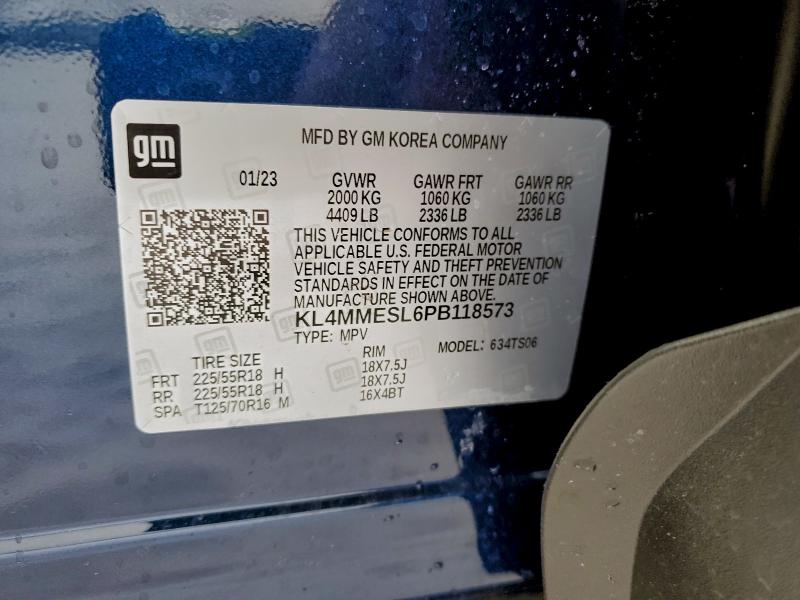 gm
MFD BY GM KOREA COMPANY
01/23 GVWR GAWR FRT GAWR RR
2000 KG 1060 KG 1060 KG
4409 LB 2336 LB 2336 LB
THIS VEHICLE CONFORMS TO ALL
APPLICABLE U.S. FEDERAL MOTOR
VEHICLE SAFETY AND THEFT PREVENTION
STANDARDS IN EFFECT ON THE DATE OF
MANUFACTURE SHOWN ABOVE.
KL4MMESL6PB118573
TYPE: MPV
MODEL: 634TS06
TIRE SIZE RIM
FRT 225/55R18 H 18X7.5J
RR 225/55R18 H 18X7.5J
SPA T125/70R16 M 16X4BT